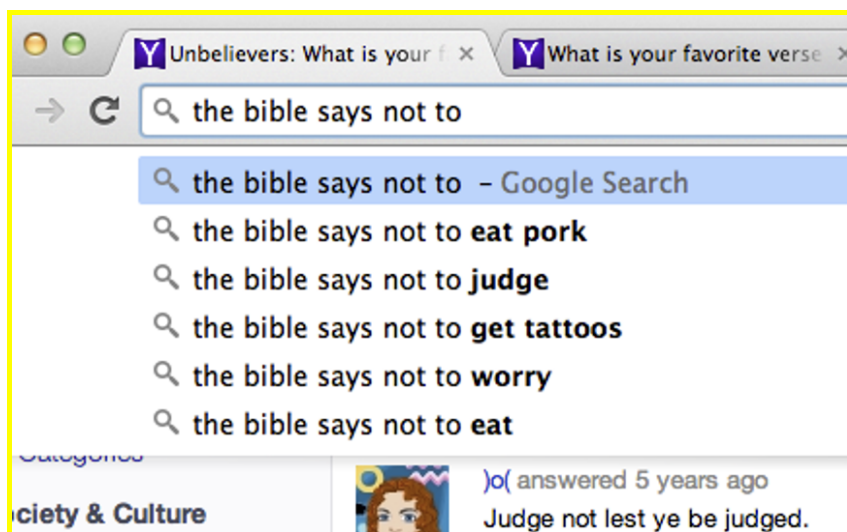 Unbelievers: What is your f
What is your favorite verse
the bible says not to
the bible says not to – Google Search
the bible says not to eat pork
the bible says not to judge
the bible says not to get tattoos
the bible says not to worry
the bible says not to eat
Categories
)o( answered 5 years ago
ciety & Culture
Judge not lest ye be judged.